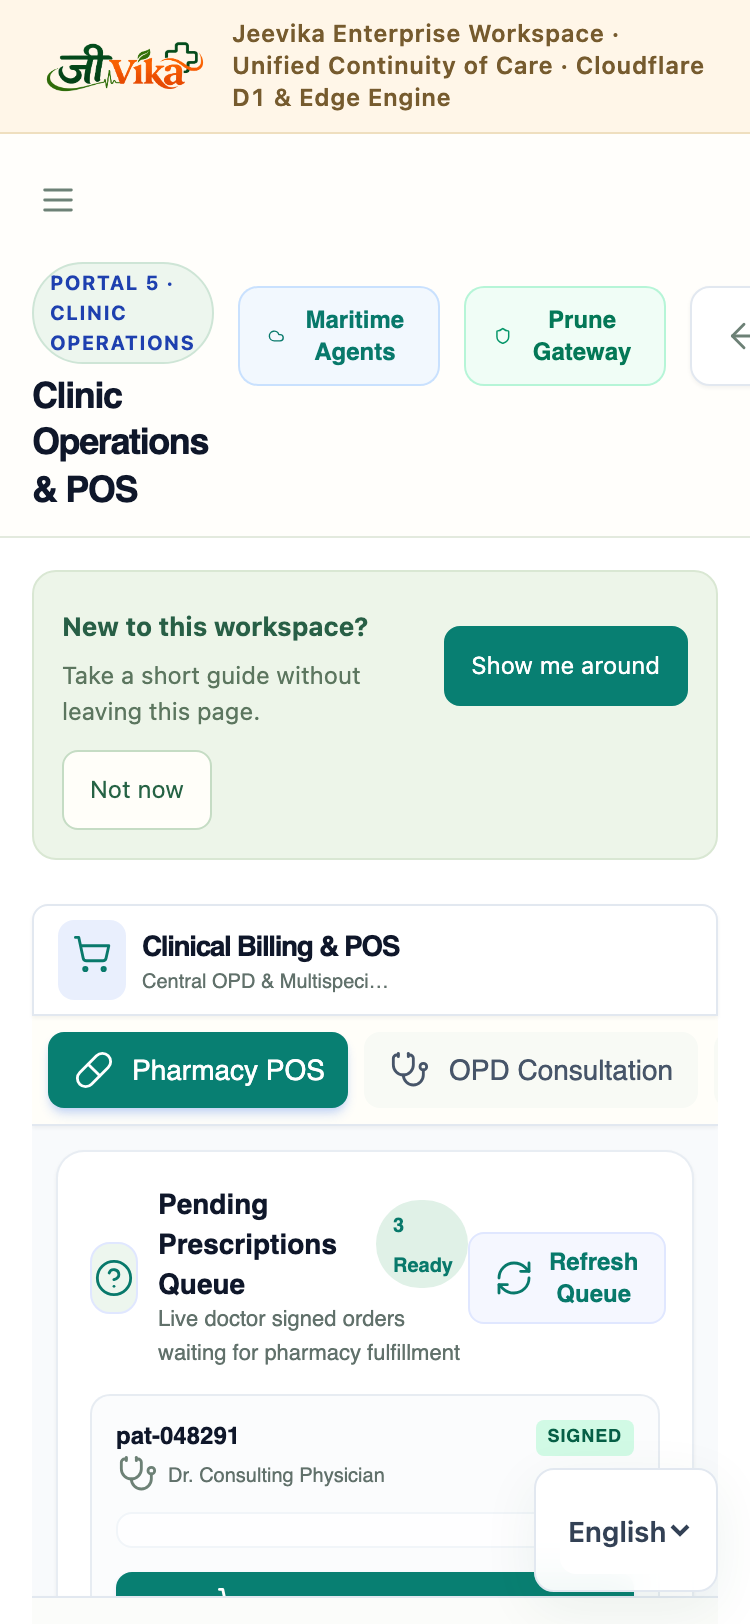 जीvika
Jeevika Enterprise Workspace ·
Unified Continuity of Care · Cloudflare
D1 & Edge Engine
PORTAL 5 ·
CLINIC
OPERATIONS
Clinic
Operations
& POS
Maritime
Agents
Prune
Gateway
New to this workspace?
Take a short guide without
leaving this page.
Show me around
Not now
Clinical Billing & POS
Central OPD & Multispeci…
Pharmacy POS
OPD Consultation
Pending
Prescriptions
Queue
3
Ready
Live doctor signed orders
waiting for pharmacy fulfillment
Refresh
Queue
pat-048291
SIGNED
Dr. Consulting Physician
English